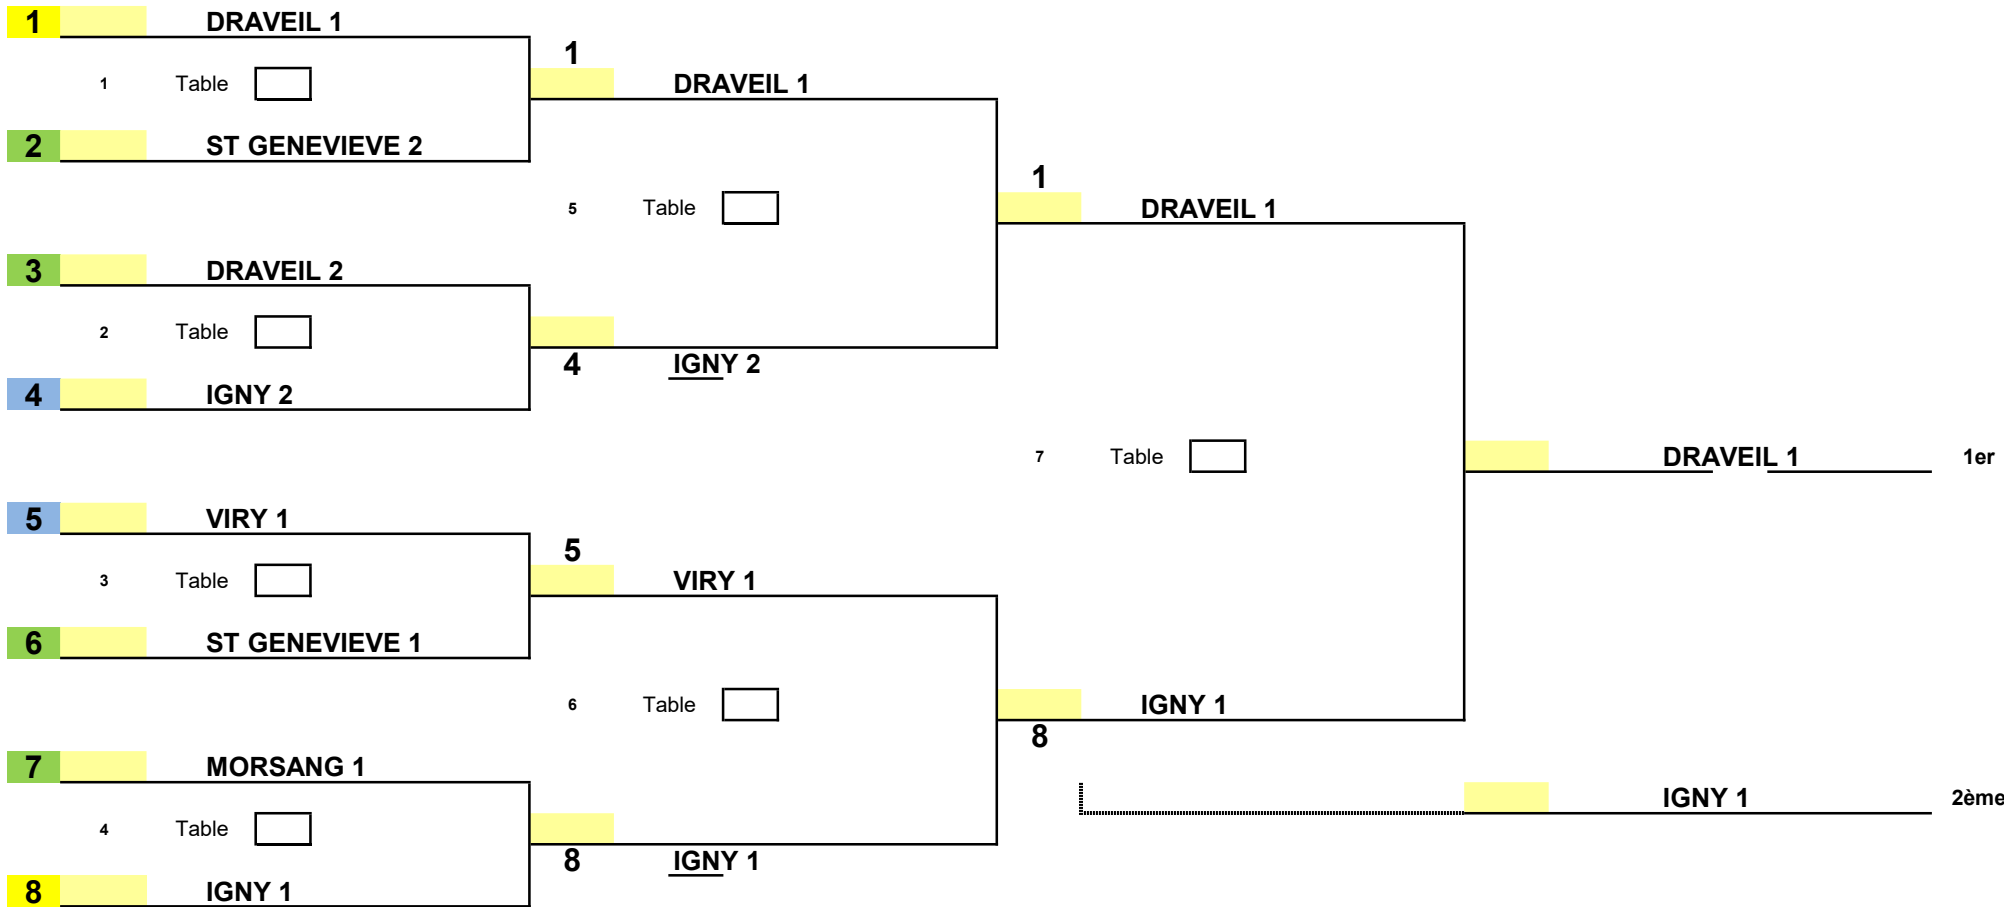 1 DRAVEIL 1
1
1 Table DRAVEIL 1
2 ST GENEVIEVE 2
1
5 Table DRAVEIL 1
3 DRAVEIL 2
2 Table
4 IGNY 2
4 IGNY 2
7 Table DRAVEIL 1 1er
5 VIRY 1
5
3 Table VIRY 1
6 ST GENEVIEVE 1
6 Table IGNY 1
8
7 MORSANG 1
IGNY 1 2ème
4 Table
8 IGNY 1
8 IGNY 1